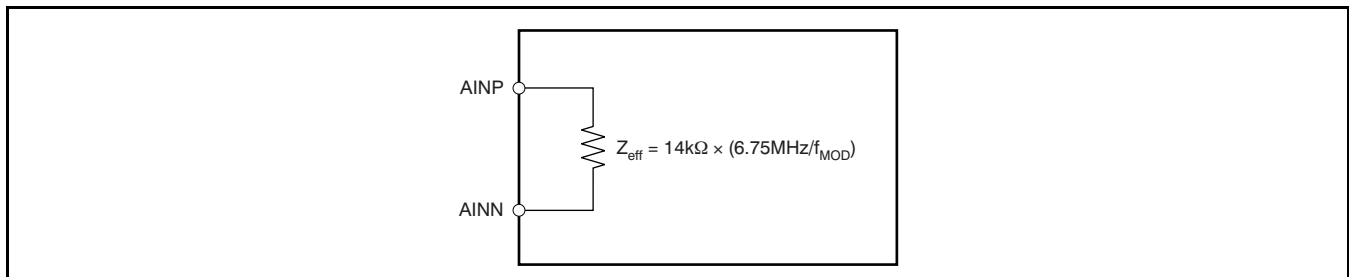 AINP
Z_eff = 14kΩ × (6.75MHz/f_MOD)
AINN